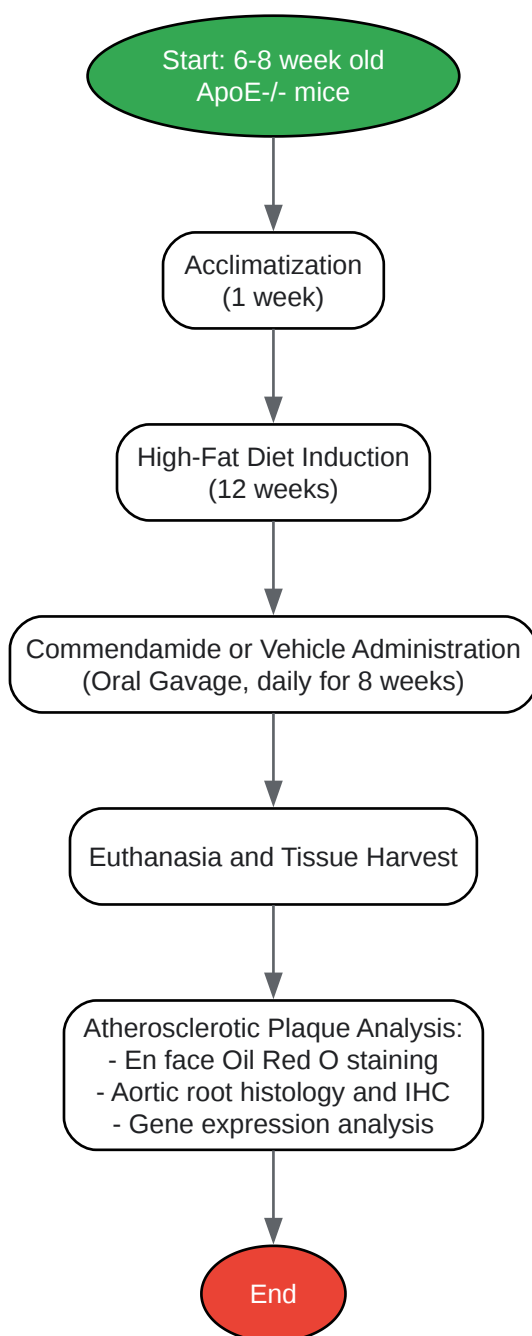 Start: 6-8 week old
ApoE-/- mice
Acclimatization
(1 week)
High-Fat Diet Induction
(12 weeks)
Commendamide or Vehicle Administration
(Oral Gavage, daily for 8 weeks)
Euthanasia and Tissue Harvest
Atherosclerotic Plaque Analysis:
- En face Oil Red O staining
- Aortic root histology and IHC
- Gene expression analysis
End